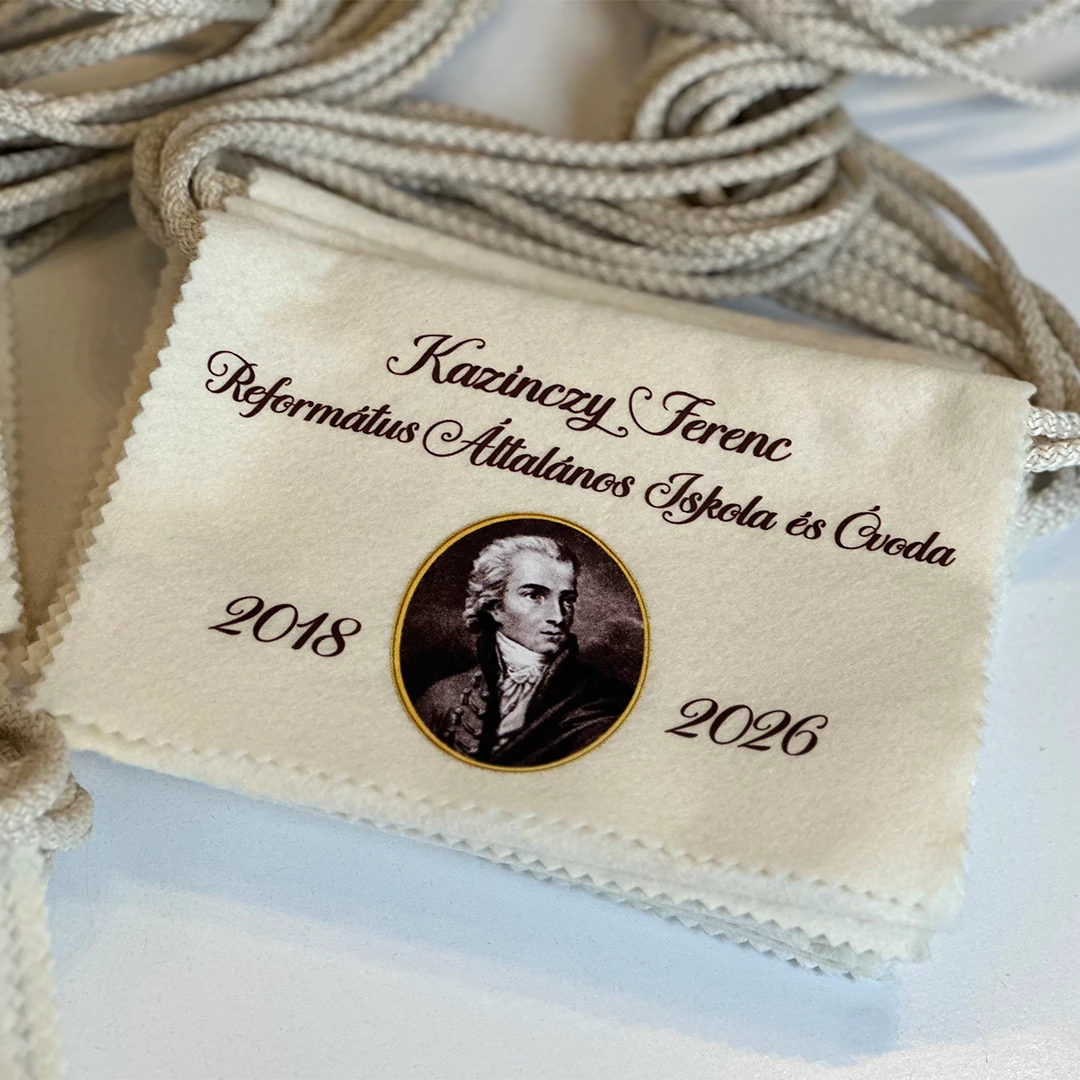 Kazinczy Ferenc
Református Általános Iskola és Óvoda
2018
2026